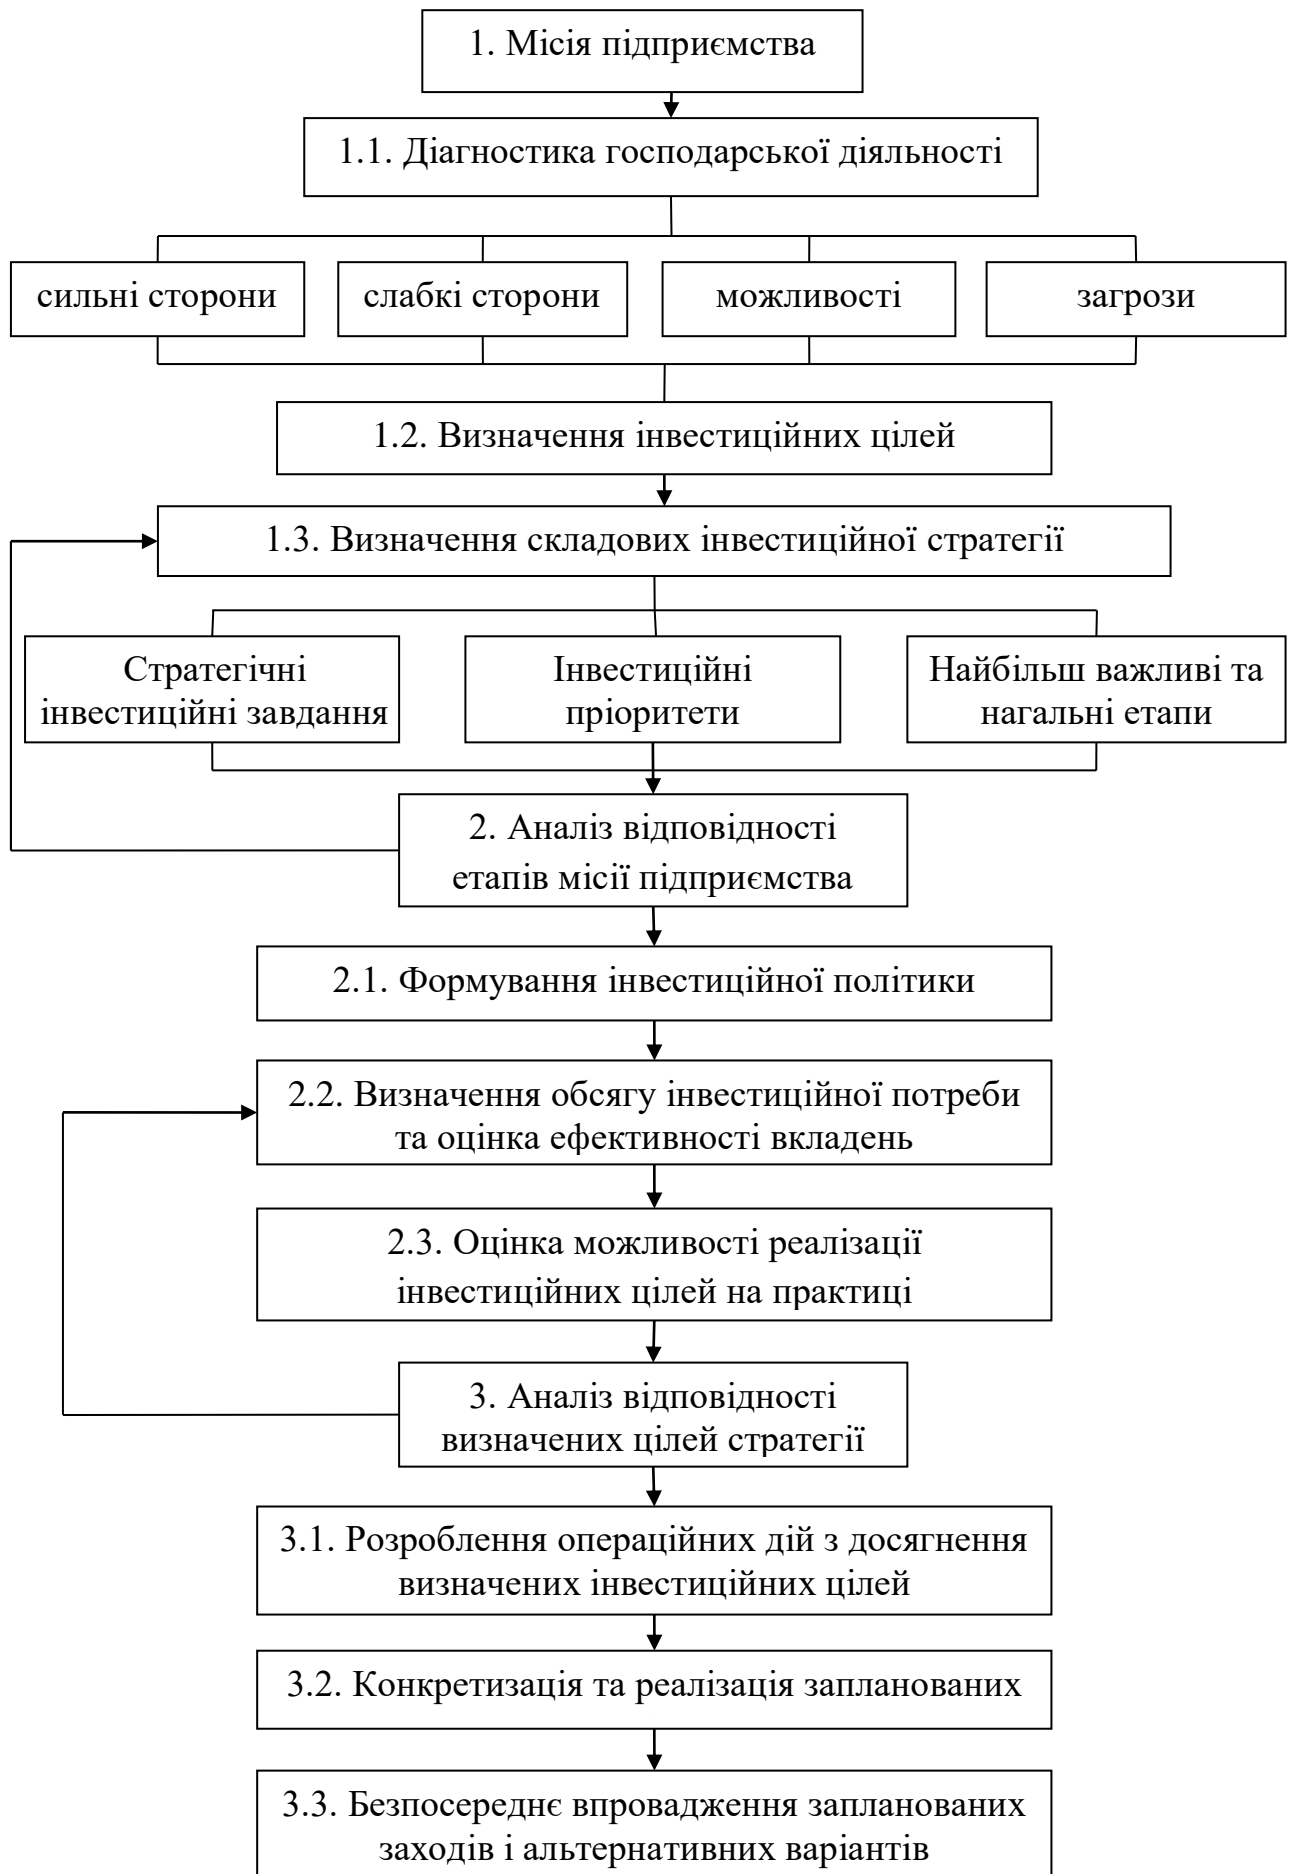 1. Місія підприємства
1.1. Діагностика господарської діяльності
сильні сторони
слабкі сторони
можливості
загрози
1.2. Визначення інвестиційних цілей
1.3. Визначення складових інвестиційної стратегії
Стратегічні
інвестиційні завдання
Інвестиційні
пріоритети
Найбільш важливі та
нагальні етапи
2. Аналіз відповідності
етапів місії підприємства
2.1. Формування інвестиційної політики
2.2. Визначення обсягу інвестиційної потреби
та оцінка ефективності вкладень
2.3. Оцінка можливості реалізації
інвестиційних цілей на практиці
3. Аналіз відповідності
визначених цілей стратегії
3.1. Розроблення операційних дій з досягнення
визначених інвестиційних цілей
3.2. Конкретизація та реалізація запланованих
3.3. Безпосереднє впровадження запланованих
заходів і альтернативних варіантів